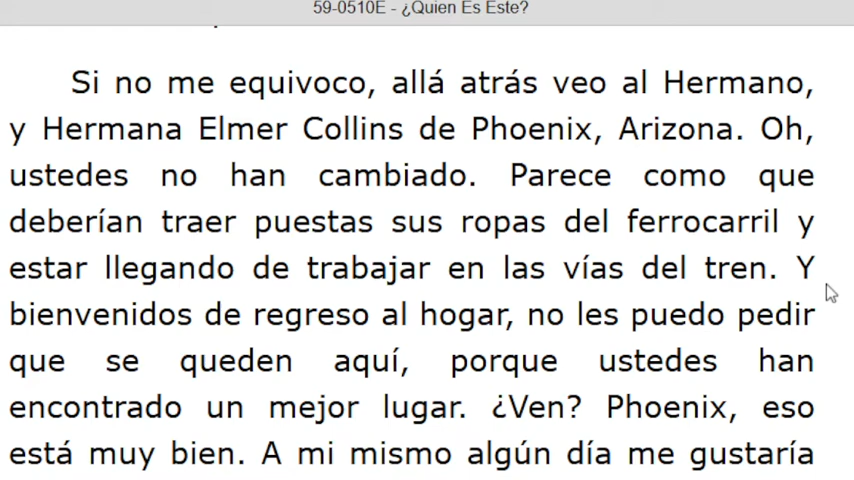 59-0510E - ¿Quien Es Este?
Si no me equivoco, allá atrás veo al Hermano,
y Hermana Elmer Collins de Phoenix, Arizona. Oh,
ustedes no han cambiado. Parece como que
deberían traer puestas sus ropas del ferrocarril y
estar llegando de trabajar en las vías del tren. Y
bienvenidos de regreso al hogar, no les puedo pedir
que se queden aquí, porque ustedes han
encontrado un mejor lugar. ¿Ven? Phoenix, eso
está muy bien. A mi mismo algún día me gustaría